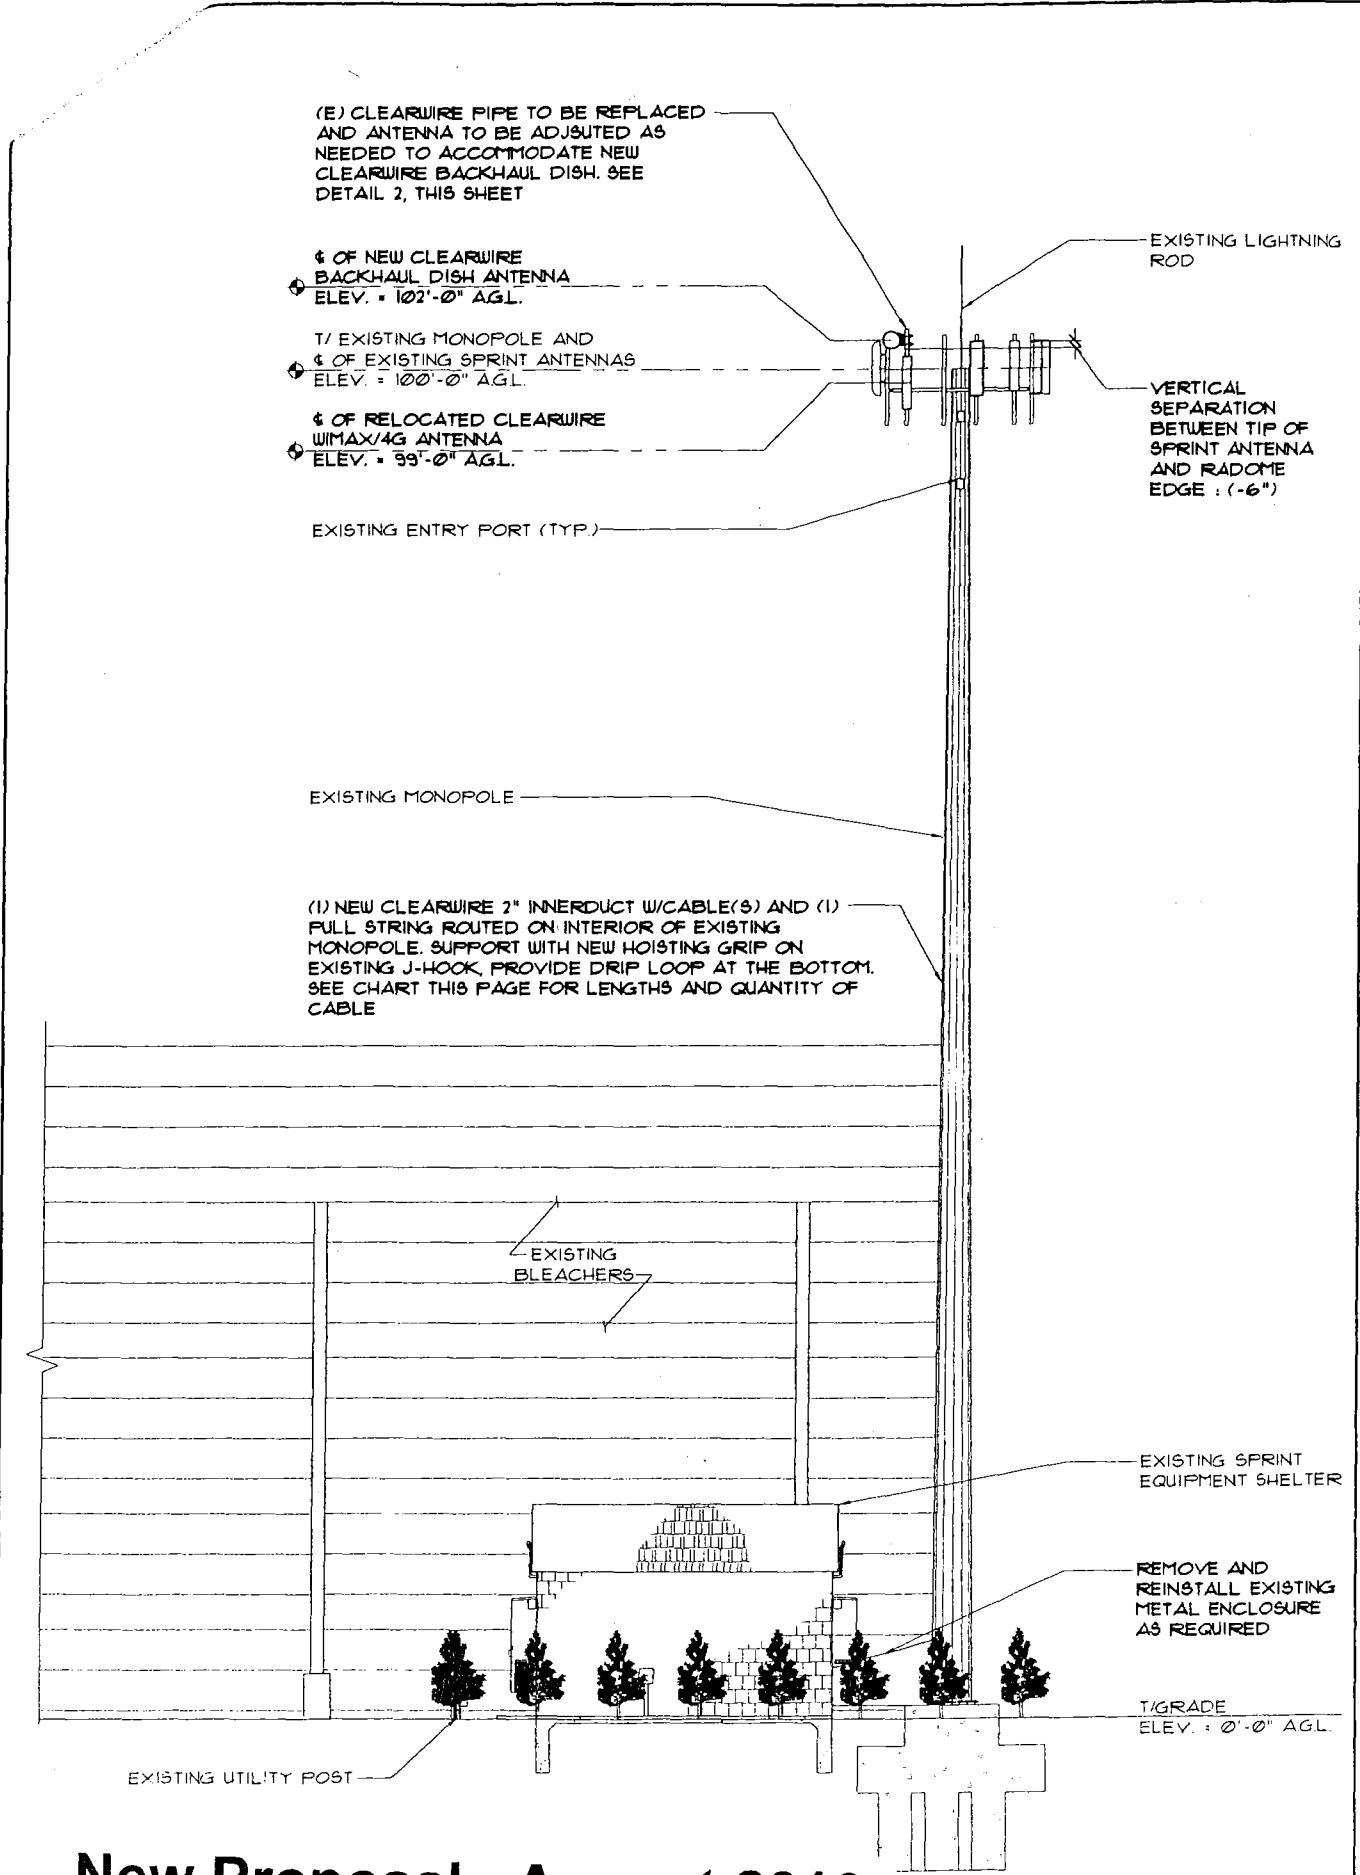 (E) CLEARWIRE PIPE TO BE REPLACED
AND ANTENNA TO BE ADJSUTED AS
NEEDED TO ACCOMMODATE NEW
CLEARWIRE BACKHAUL DISH. SEE
DETAIL 2, THIS SHEET
℄ OF NEW CLEARWIRE
BACKHAUL DISH ANTENNA
ELEV. = 102'-0" A.G.L.
T/ EXISTING MONOPOLE AND
℄ OF EXISTING SPRINT ANTENNAS
ELEV. = 100'-0" A.G.L.
℄ OF RELOCATED CLEARWIRE
WIMAX/4G ANTENNA
ELEV. = 99'-0" A.G.L.
EXISTING ENTRY PORT (TYP.)
EXISTING LIGHTNING
ROD
VERTICAL
SEPARATION
BETWEEN TIP OF
SPRINT ANTENNA
AND RADOME
EDGE : (-6")
EXISTING MONOPOLE
(1) NEW CLEARWIRE 2" INNERDUCT W/CABLE(S) AND (1)
PULL STRING ROUTED ON INTERIOR OF EXISTING
MONOPOLE. SUPPORT WITH NEW HOISTING GRIP ON
EXISTING J-HOOK, PROVIDE DRIP LOOP AT THE BOTTOM.
SEE CHART THIS PAGE FOR LENGTHS AND QUANTITY OF
CABLE
EXISTING
BLEACHERS
EXISTING SPRINT
EQUIPMENT SHELTER
REMOVE AND
REINSTALL EXISTING
METAL ENCLOSURE
AS REQUIRED
T/GRADE
ELEV. = 0'-0" A.G.L.
EXISTING UTILITY POST
New Proposal - August 2010